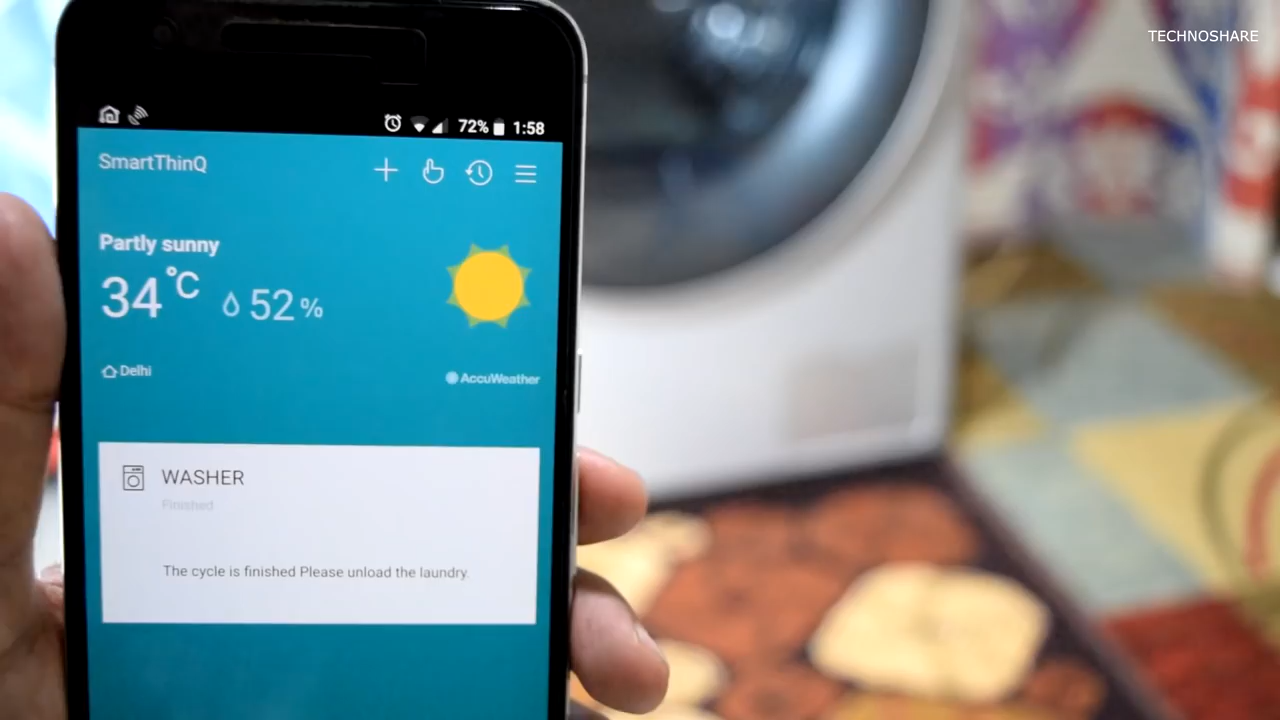 TECHNOSHARE
72% 1:58
SmartThinQ
Partly sunny
34°C 52%
Delhi
AccuWeather
WASHER
Finished
The cycle is finished Please unload the laundry.